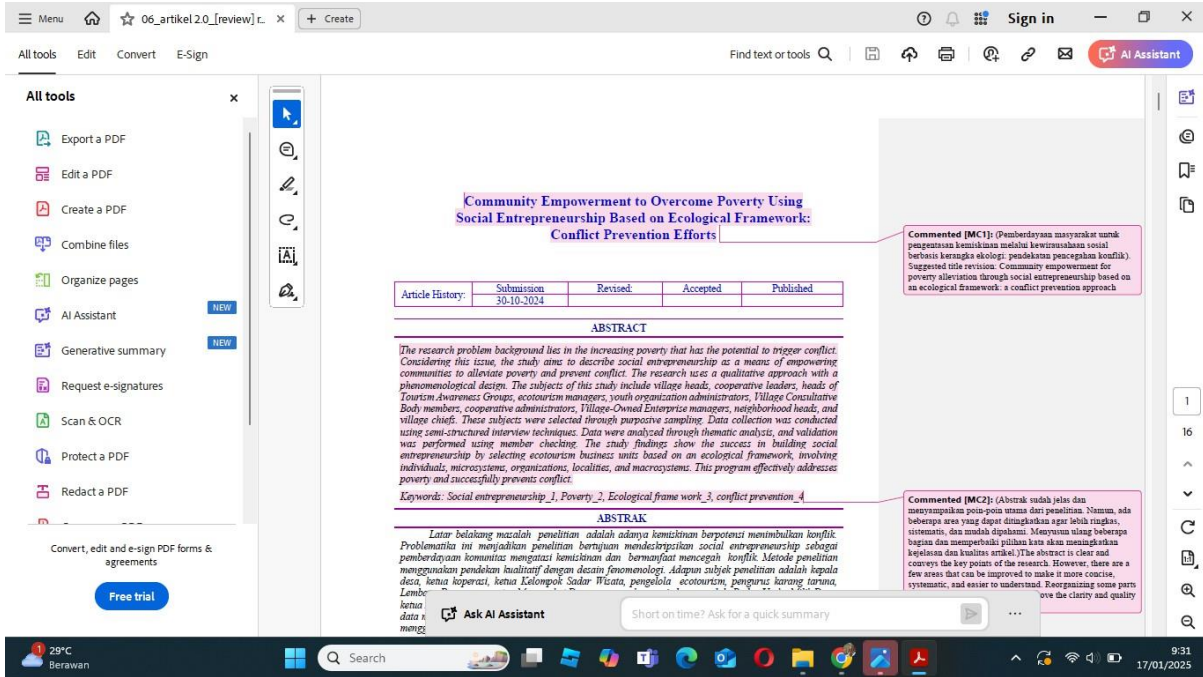 Menu
06_artikel 2.0_[review] r...
Create
Sign in
All tools
Edit
Convert
E-Sign
Find text or tools
AI Assistant
All tools
Export a PDF
Edit a PDF
Create a PDF
Combine files
Organize pages
AI Assistant
NEW
Generative summary
NEW
Request e-signatures
Scan & OCR
Protect a PDF
Redact a PDF
Convert, edit and e-sign PDF forms &
agreements
Free trial
Community Empowerment to Overcome Poverty Using
Social Entrepreneurship Based on Ecological Framework:
Conflict Prevention Efforts
Article History:
Submission
Revised:
Accepted
Published
30-10-2024
ABSTRACT
The research problem background lies in the increasing poverty that has the potential to trigger conflict.
Considering this issue, the study aims to describe social entrepreneurship as a means of empowering
communities to alleviate poverty and prevent conflict. The research uses a qualitative approach with a
phenomenological design. The subjects of this study include village heads, cooperative leaders, heads of
Tourism Awareness Groups, ecotourism managers, youth organization administrators, Village Consultative
Body members, cooperative administrators, Village-Owned Enterprise managers, neighborhood heads, and
village chiefs. These subjects were selected through purposive sampling. Data collection was conducted
using semi-structured interview techniques. Data were analyzed through thematic analysis, and validation
was performed using member checking. The study findings show the success in building social
entrepreneurship by selecting ecotourism business units based on an ecological framework, involving
individuals, microsystems, organizations, localities, and macrosystems. This program effectively addresses
poverty and successfully prevents conflict.
Keywords: Social entrepreneurship_1, Poverty_2, Ecological frame work_3, conflict prevention_4
ABSTRAK
Latar belakang masalah penelitian adalah adanya kemiskinan berpotensi menimbulkan konflik.
Problematika ini menjadikan penelitian bertujuan mendeskripsikan social entrepreneurship sebagai
pemberdayaan komunitas mengatasi kemiskinan dan bermanfaat mencegah konflik. Metode penelitian
menggunakan pendekan kualitatif dengan desain fenomenologi. Adapun subjek penelitian adalah kepala
desa, ketua koperasi, ketua Kelompok Sadar Wisata, pengelola ecotourism, pengurus karang taruna,
ketua
data
Commented [MC1]: (Pemberdayaan masyarakat untuk
pengentasan kemiskinan melalui kewirausahaan sosial
berbasis kerangka ekologi: pendekatan pencegahan konflik).
Suggested title revision: Community empowerment for
poverty alleviation through social entrepreneurship based on
an ecological framework: a conflict prevention approach
Commented [MC2]: (Abstrak sudah jelas dan
menyampaikan poin-poin utama dari penelitian. Namun, ada
beberapa area yang dapat ditingkatkan agar lebih ringkas,
sistematis, dan mudah dipahami. Menyusun ulang beberapa
bagian dan memperbaiki pilihan kata akan meningkatkan
kejelasan dan kualitas artikel.)The abstract is clear and
conveys the key points of the research. However, there are a
few areas that can be improved to make it more concise,
systematic, and easier to understand. Reorganizing some parts
ove the clarity and quality
Ask AI Assistant
Short on time? Ask for a quick summary
1
16
1
29°C
Berawan
Search
9:31
17/01/2025